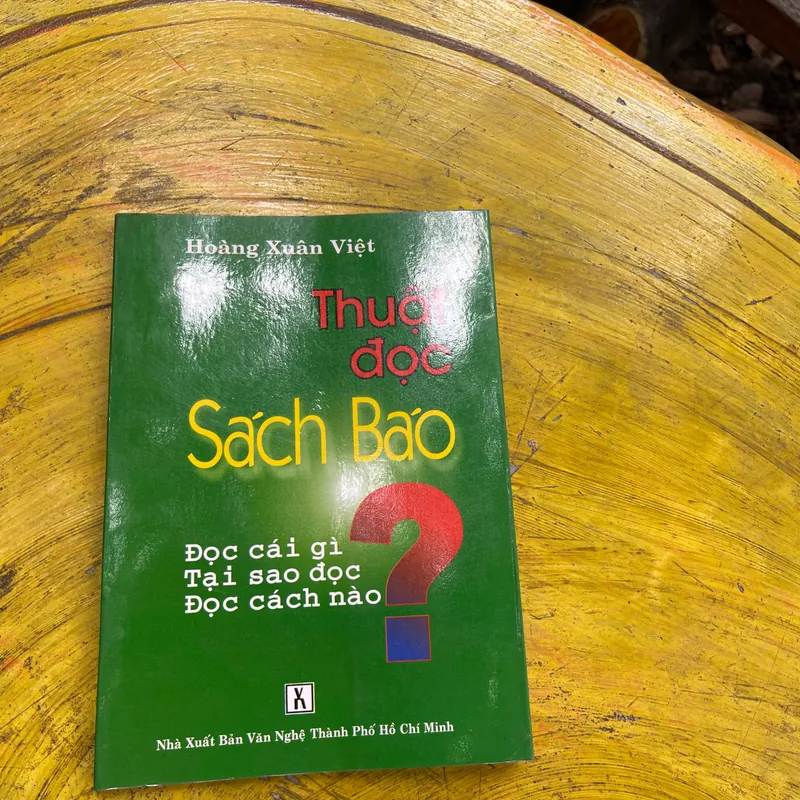 Hoàng Xuân Việt
Thuật
đọc
Sách Báo
?
Đọc cái gì
Tại sao đọc
Đọc cách nào
X
Nhà Xuất Bản Văn Nghệ Thành Phố Hồ Chí Minh